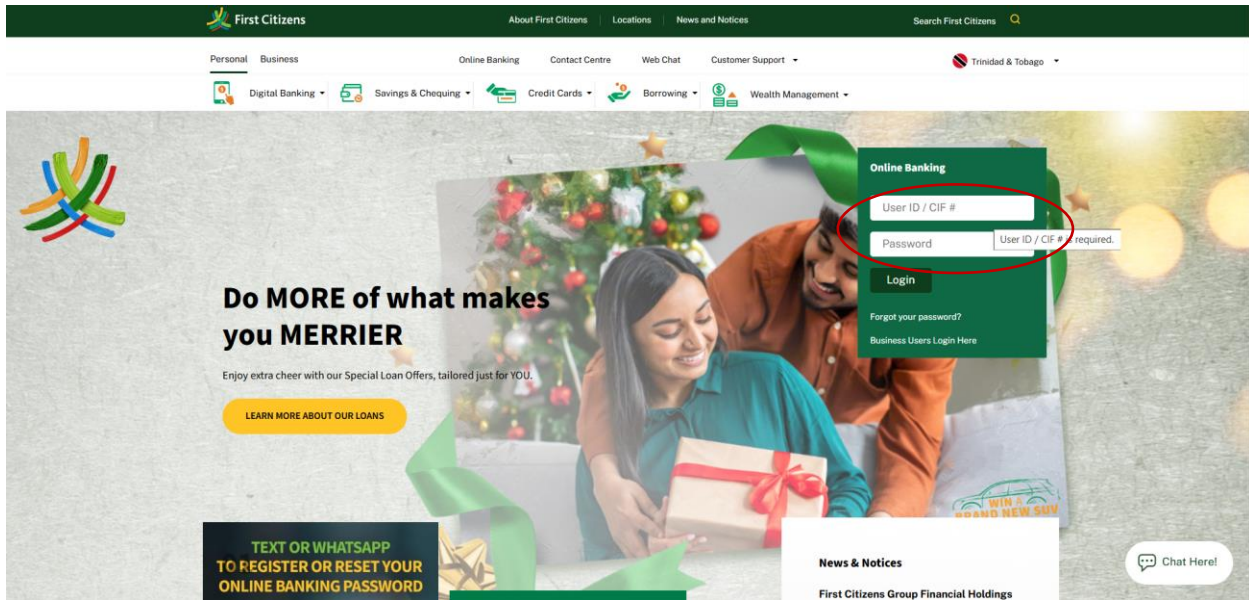 First Citizens
About First Citizens
Locations
News and Notices
Search First Citizens
Personal
Business
Online Banking
Contact Centre
Web Chat
Customer Support
Trinidad & Tobago
Digital Banking
Savings & Chequing
Credit Cards
Borrowing
Wealth Management
Online Banking
User ID / CIF #
Password
User ID / CIF # is required.
Login
Forgot your password?
Business Users Login Here
Do MORE of what makes
you MERRIER
Enjoy extra cheer with our Special Loan Offers, tailored just for YOU.
LEARN MORE ABOUT OUR LOANS
WIN A
BRAND NEW SUV
TEXT OR WHATSAPP
TO REGISTER OR RESET YOUR
ONLINE BANKING PASSWORD
News & Notices
First Citizens Group Financial Holdings
Chat Here!